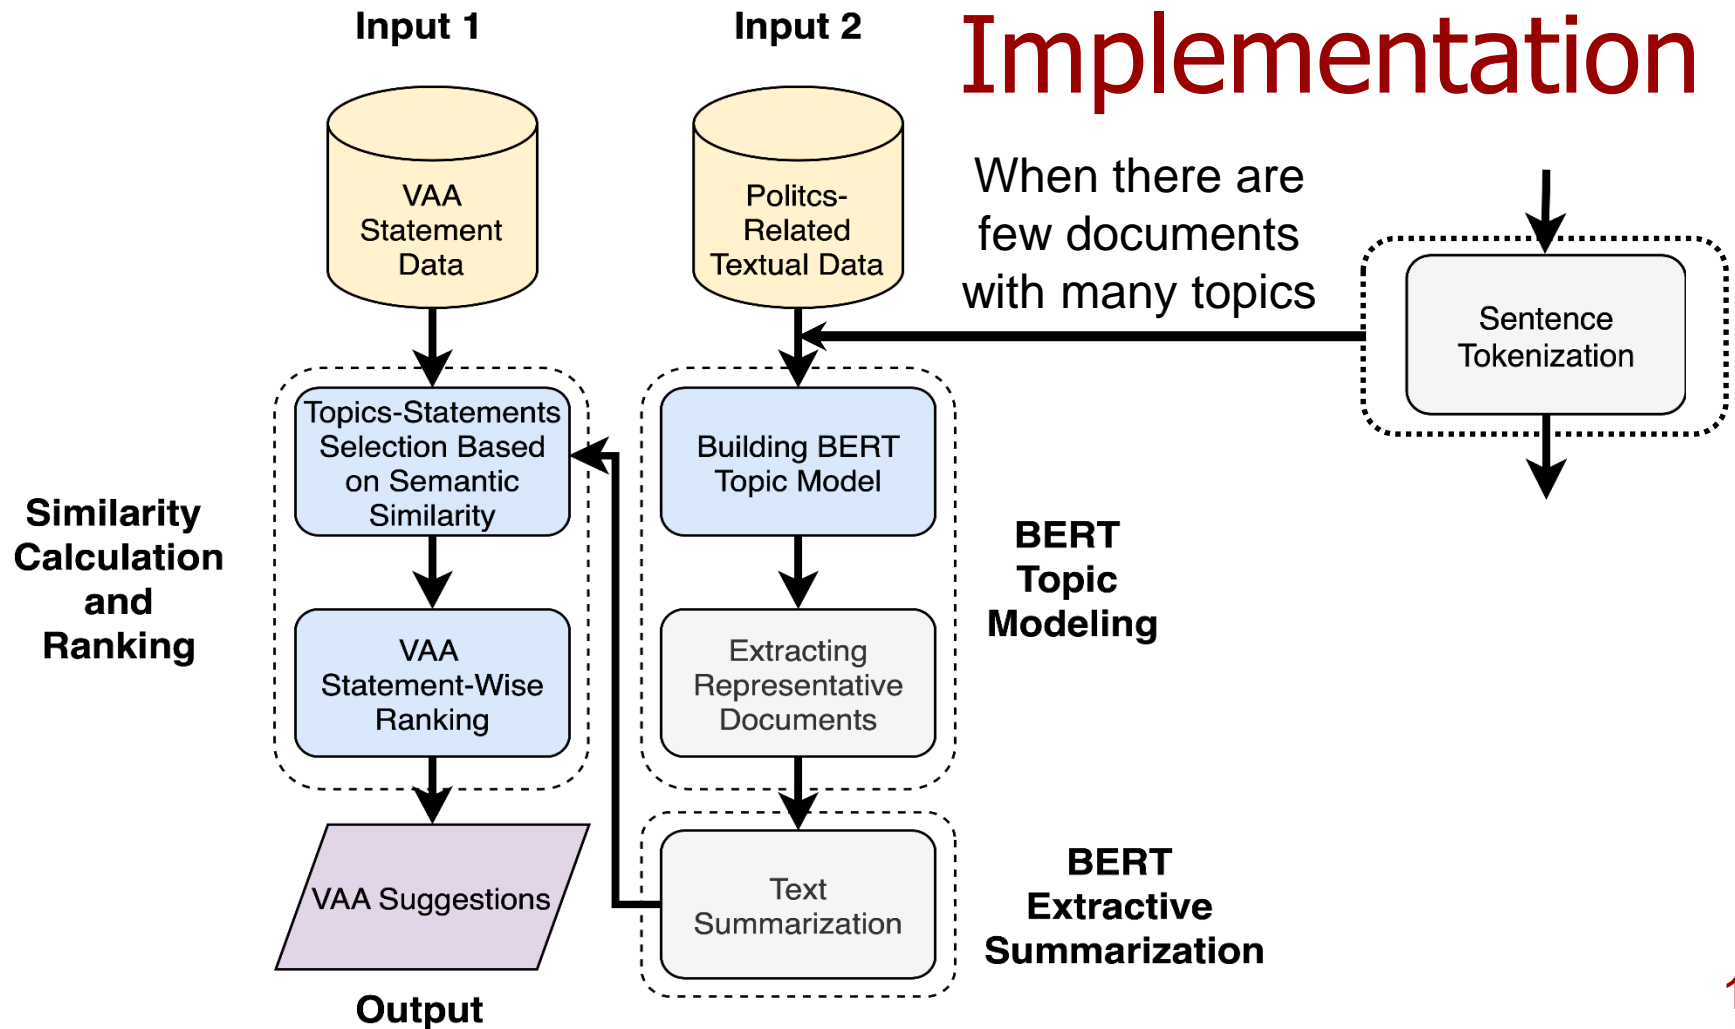 Implementation
Input 1
Input 2
VAA
Statement
Data
Politcs-
Related
Textual Data
When there are
few documents
with many topics
Sentence
Tokenization
Topics-Statements
Selection Based
on Semantic
Similarity
Building BERT
Topic Model
Similarity
Calculation
and
Ranking
BERT
Topic
Modeling
VAA
Statement-Wise
Ranking
Extracting
Representative
Documents
VAA Suggestions
Text
Summarization
BERT
Extractive
Summarization
Output